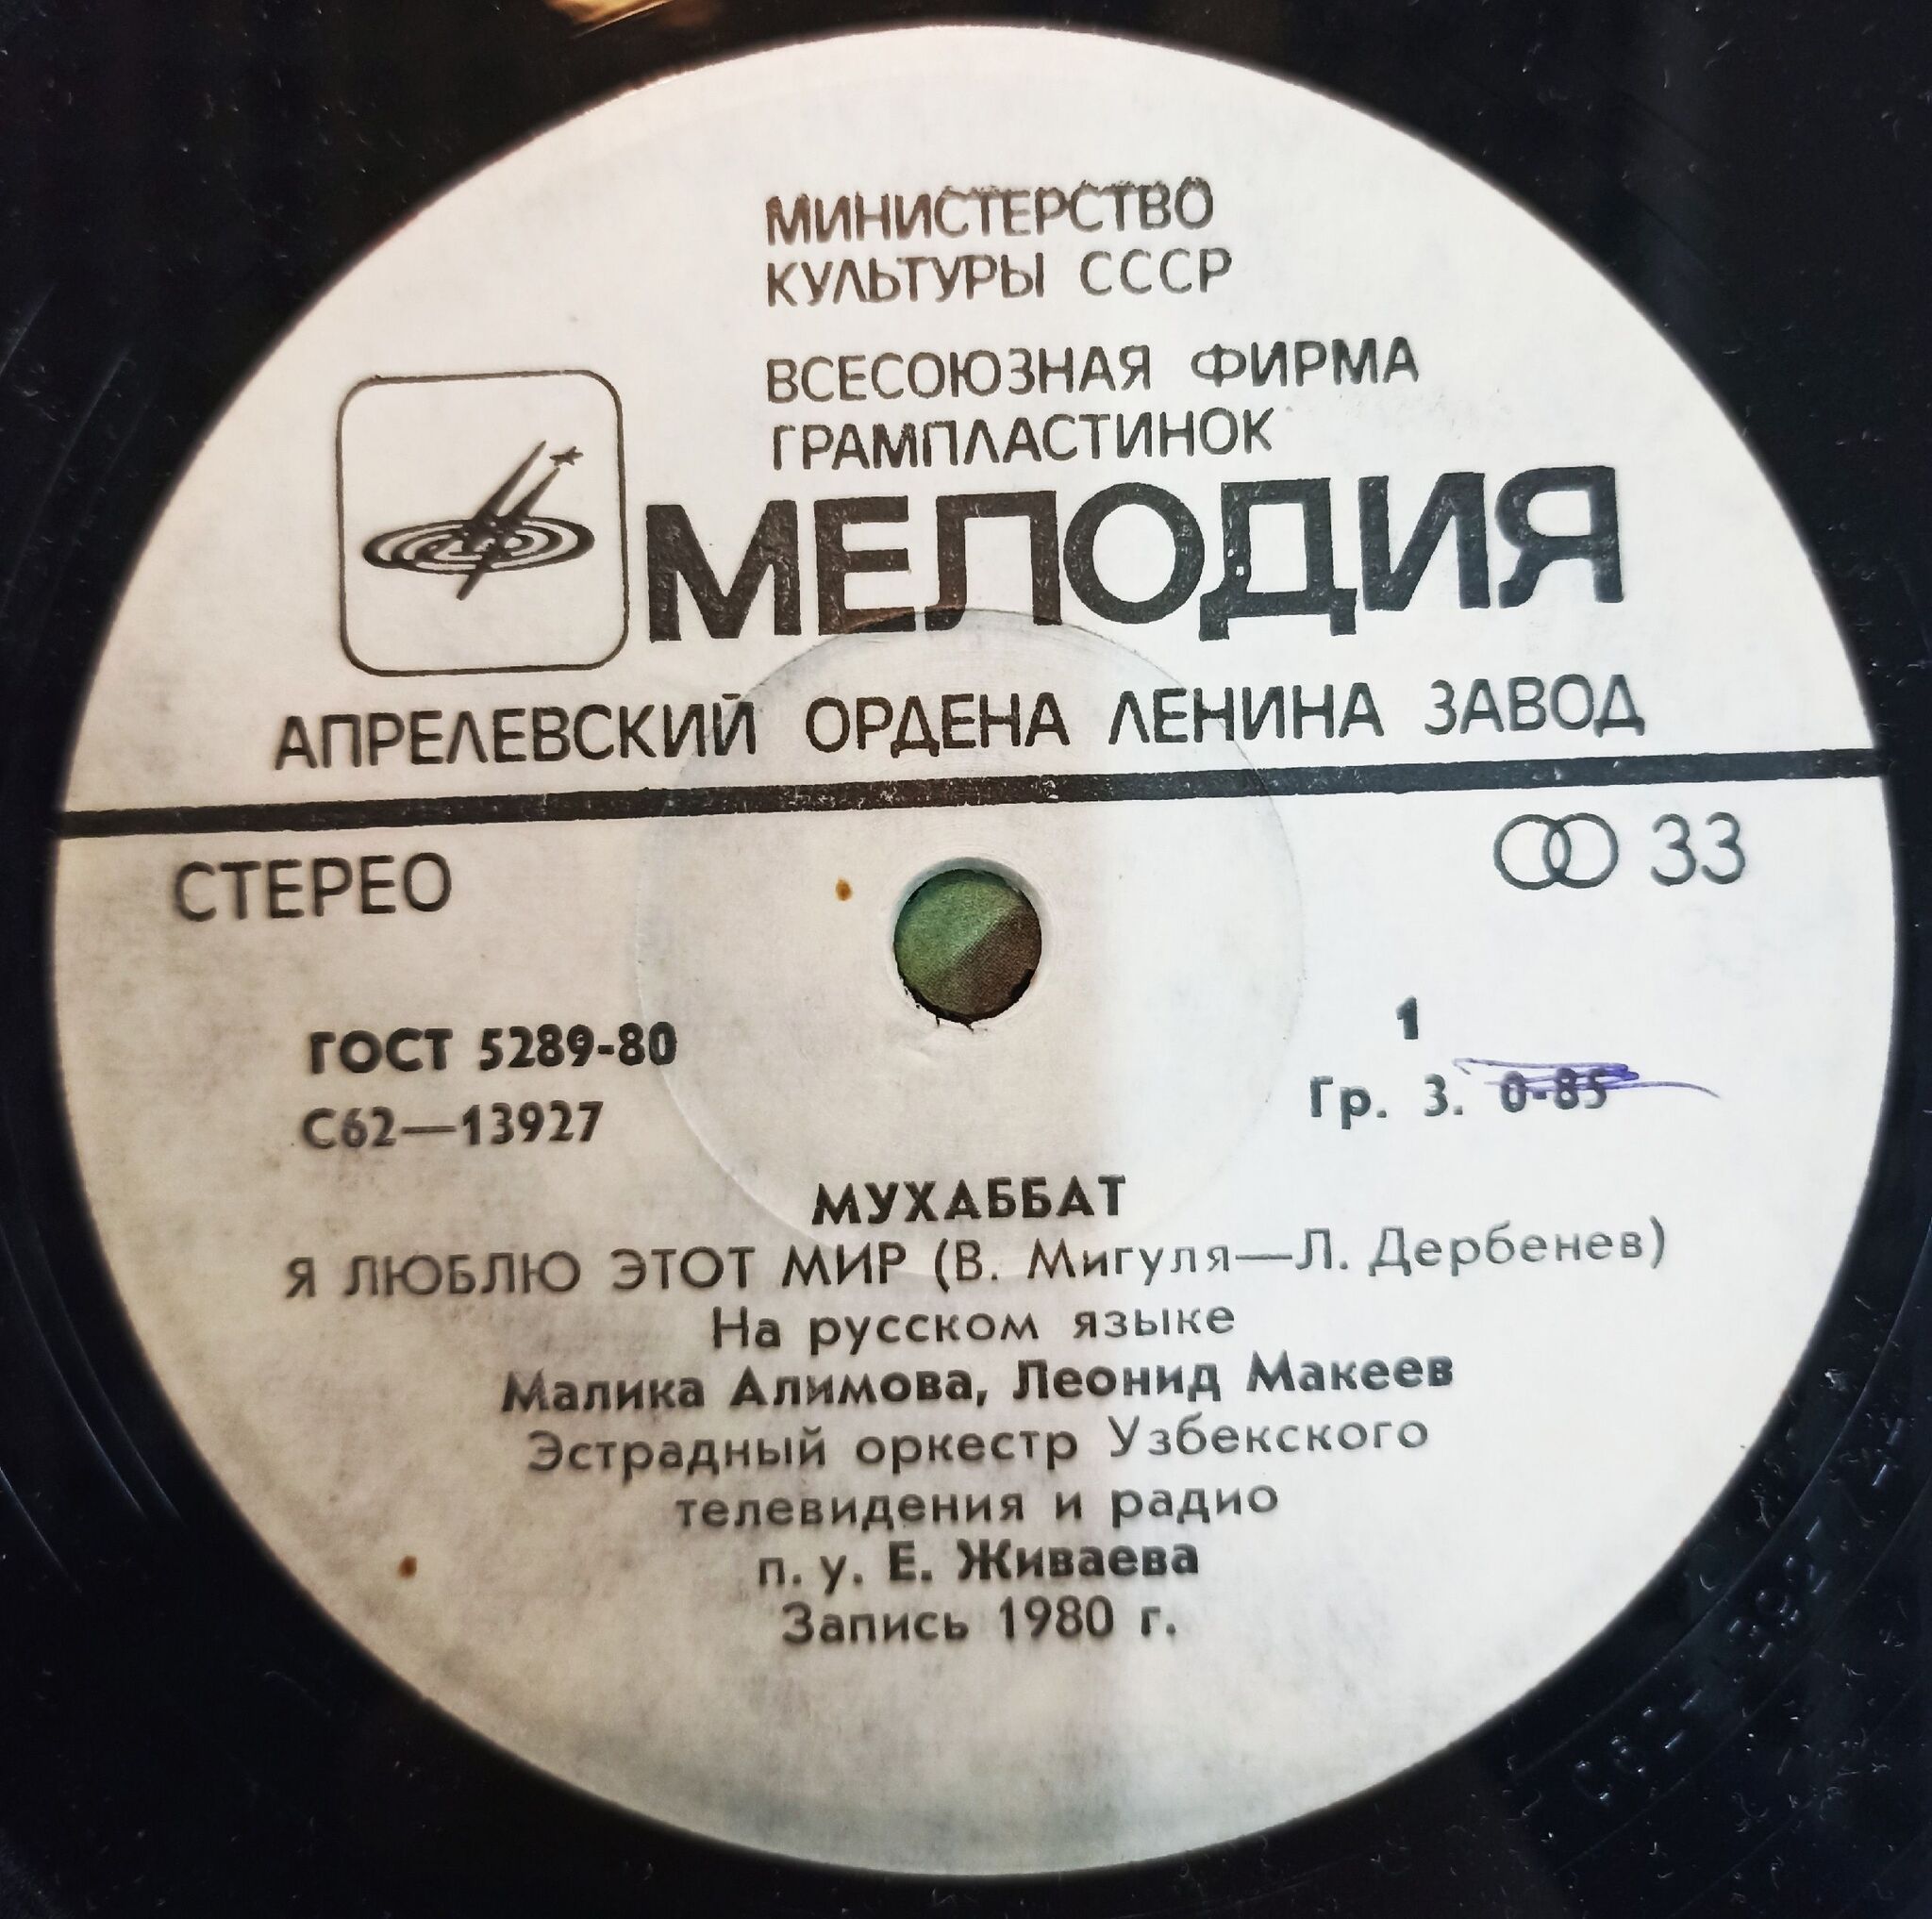 МИНИСТЕРСТВО
КУЛЬТУРЫ СССР
ВСЕСОЮЗНАЯ ФИРМА
ГРАМПЛАСТИНОК
МЕЛОДИЯ
АПРЕЛЕВСКИЙ ОРДЕНА ЛЕНИНА ЗАВОД
СТЕРЕО
33
ГОСТ 5289-80
1
С62—13927
Гр. 3. 0-85
МУХАББАТ
Я ЛЮБЛЮ ЭТОТ МИР (В. Мигуля—Л. Дербенев)
На русском языке
Малика Алимова, Леонид Макеев
Эстрадный оркестр Узбекского
телевидения и радио
п. у. Е. Живаева
Запись 1980 г.